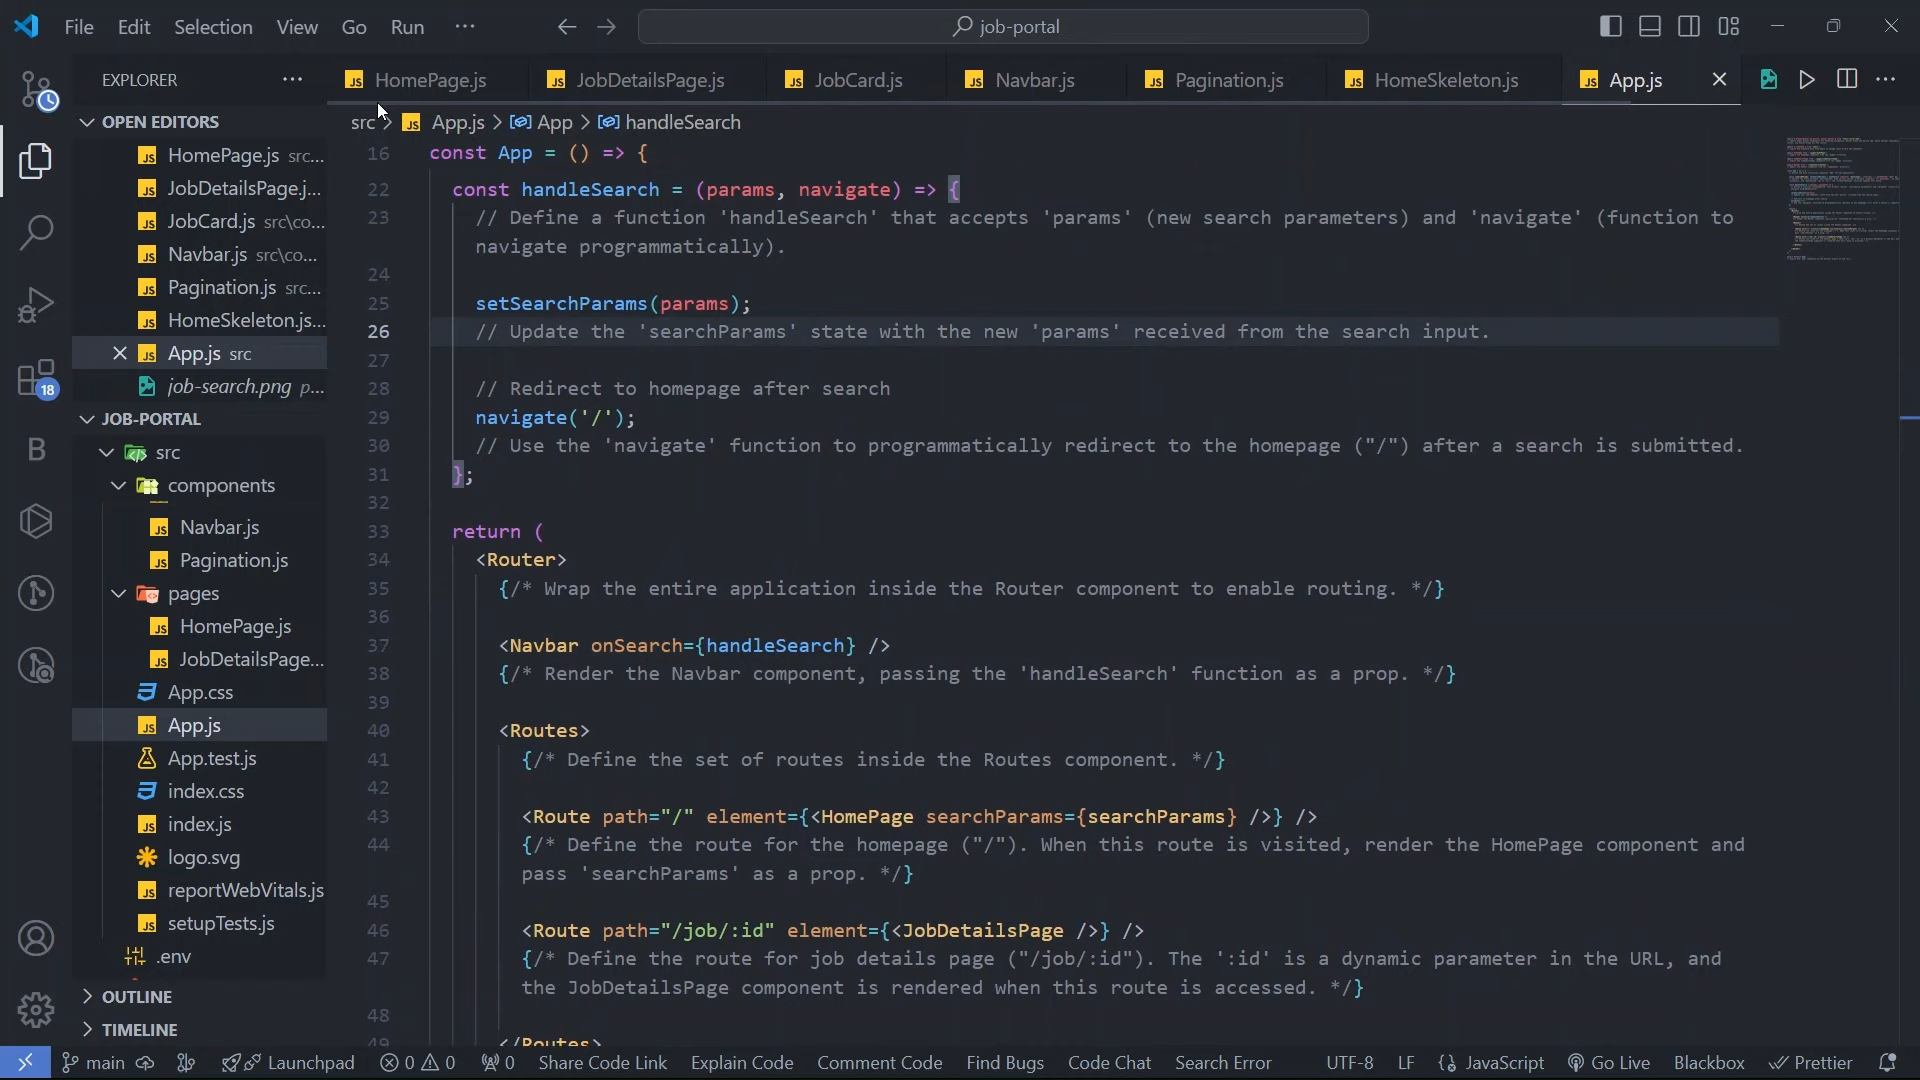 File Edit Selection View Go Run ···
job-portal
EXPLORER ···
HomePage.js JobDetailsPage.js JobCard.js Navbar.js Pagination.js HomeSkeleton.js App.js
OPEN EDITORS
HomePage.js src...
JobDetailsPage.j...
JobCard.js src\co...
Navbar.js src\co...
Pagination.js src...
HomeSkeleton.js...
App.js src
job-search.png p...
JOB-PORTAL
src
components
Navbar.js
Pagination.js
pages
HomePage.js
JobDetailsPage...
App.css
App.js
App.test.js
index.css
index.js
logo.svg
reportWebVitals.js
setupTests.js
.env
OUTLINE
TIMELINE
18
B
src > App.js > App > handleSearch
16 const App = () => {
22 const handleSearch = (params, navigate) => {
23 // Define a function 'handleSearch' that accepts 'params' (new search parameters) and 'navigate' (function to
navigate programmatically).
24
25 setSearchParams(params);
26 // Update the 'searchParams' state with the new 'params' received from the search input.
27
28 // Redirect to homepage after search
29 navigate('/');
30 // Use the 'navigate' function to programmatically redirect to the homepage ("/") after a search is submitted.
31 };
32
33 return (
34 <Router>
35 {/* Wrap the entire application inside the Router component to enable routing. */}
36
37 <Navbar onSearch={handleSearch} />
38 {/* Render the Navbar component, passing the 'handleSearch' function as a prop. */}
39
40 <Routes>
41 {/* Define the set of routes inside the Routes component. */}
42
43 <Route path="/" element={<HomePage searchParams={searchParams} />} />
44 {/* Define the route for the homepage ("/"). When this route is visited, render the HomePage component and
pass 'searchParams' as a prop. */}
45
46 <Route path="/job/:id" element={<JobDetailsPage />} />
47 {/* Define the route for job details page ("/job/:id"). The ':id' is a dynamic parameter in the URL, and
the JobDetailsPage component is rendered when this route is accessed. */}
48
49 </Routes>
main Launchpad 0 0 0 Share Code Link Explain Code Comment Code Find Bugs Code Chat Search Error UTF-8 LF {} JavaScript Go Live Blackbox Prettier